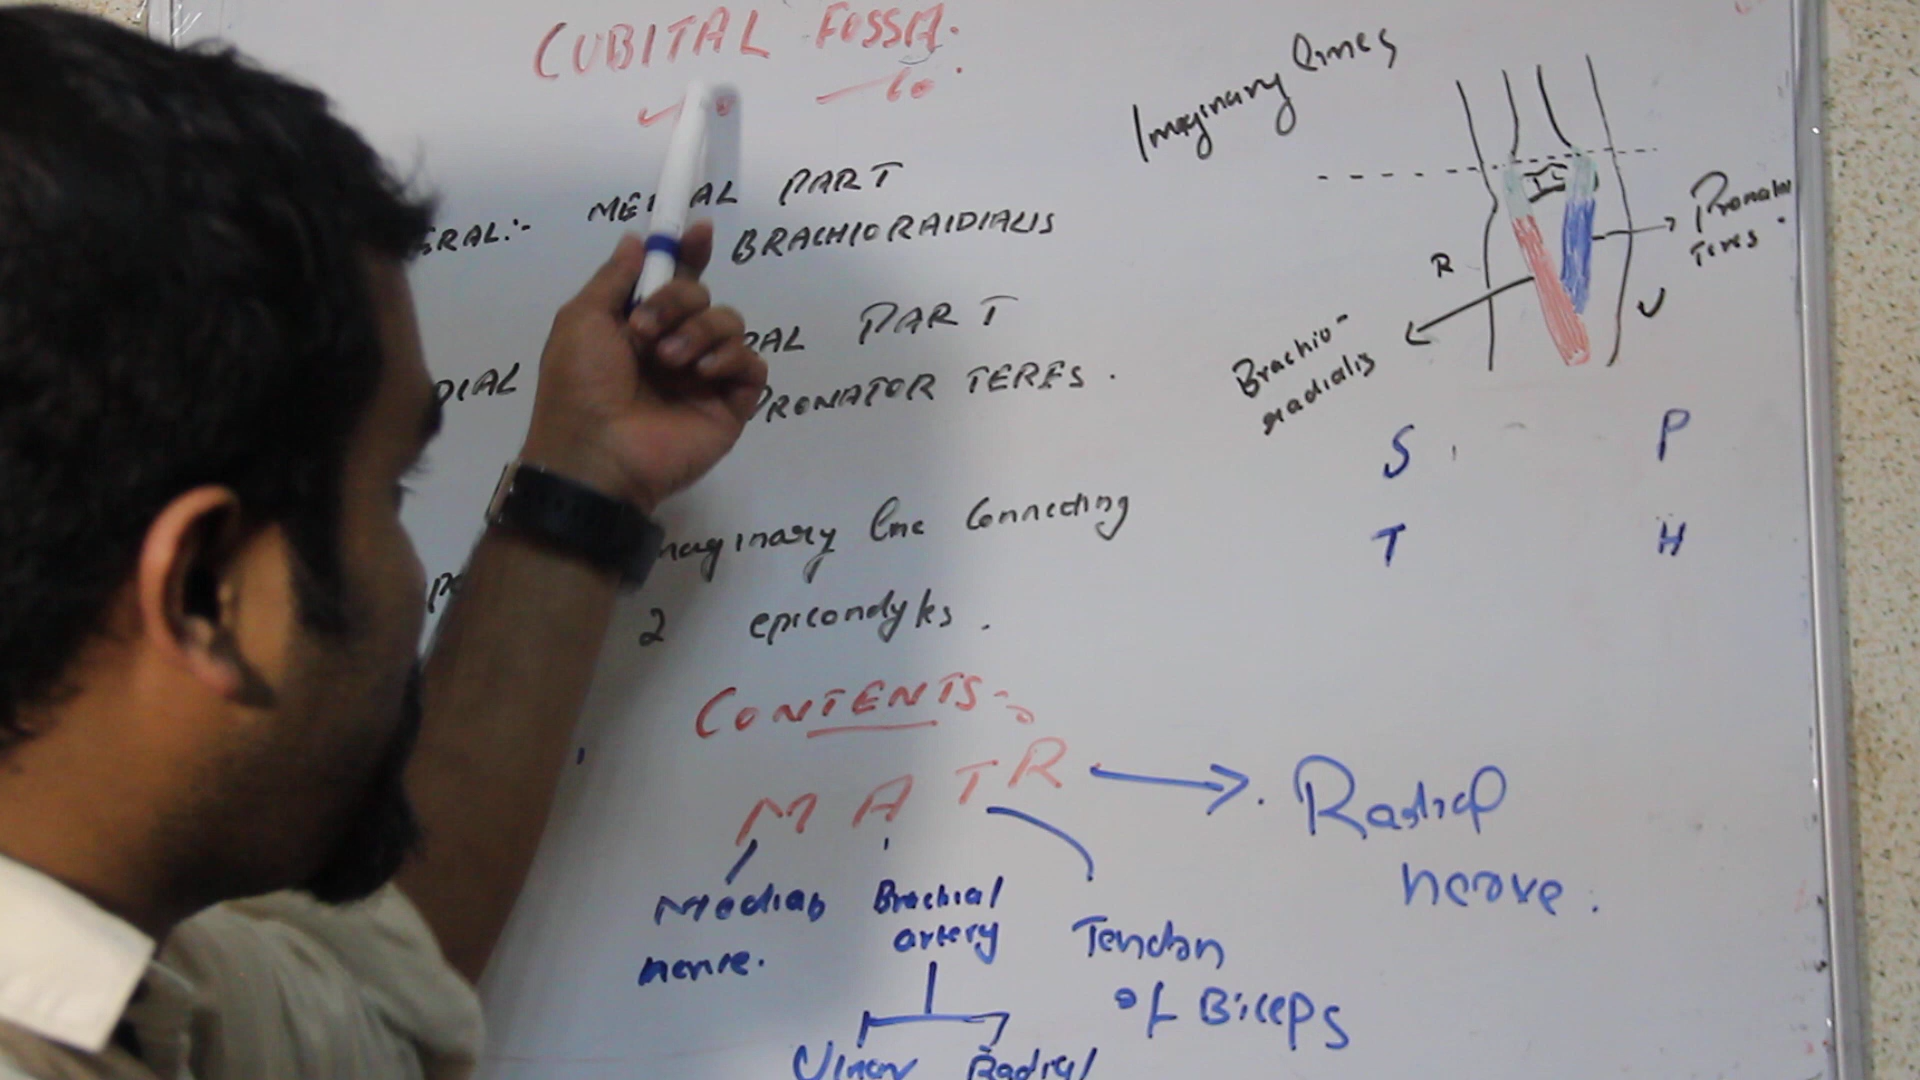 CUBITAL FOSSA.
PART
BRACHIORAIDIALIS
PART
PRONATOR TERES.
Imaginary line connecting
2 epicondyles.
CONTENTS-
M A T R
Radial
nerve.
Median
nerve.
Brachial
artery
Tendon
of Biceps
Ulnar Radial
Imaginary lines
Pronator
Teres.
R
U
Brachio-
radialis
S P
T H